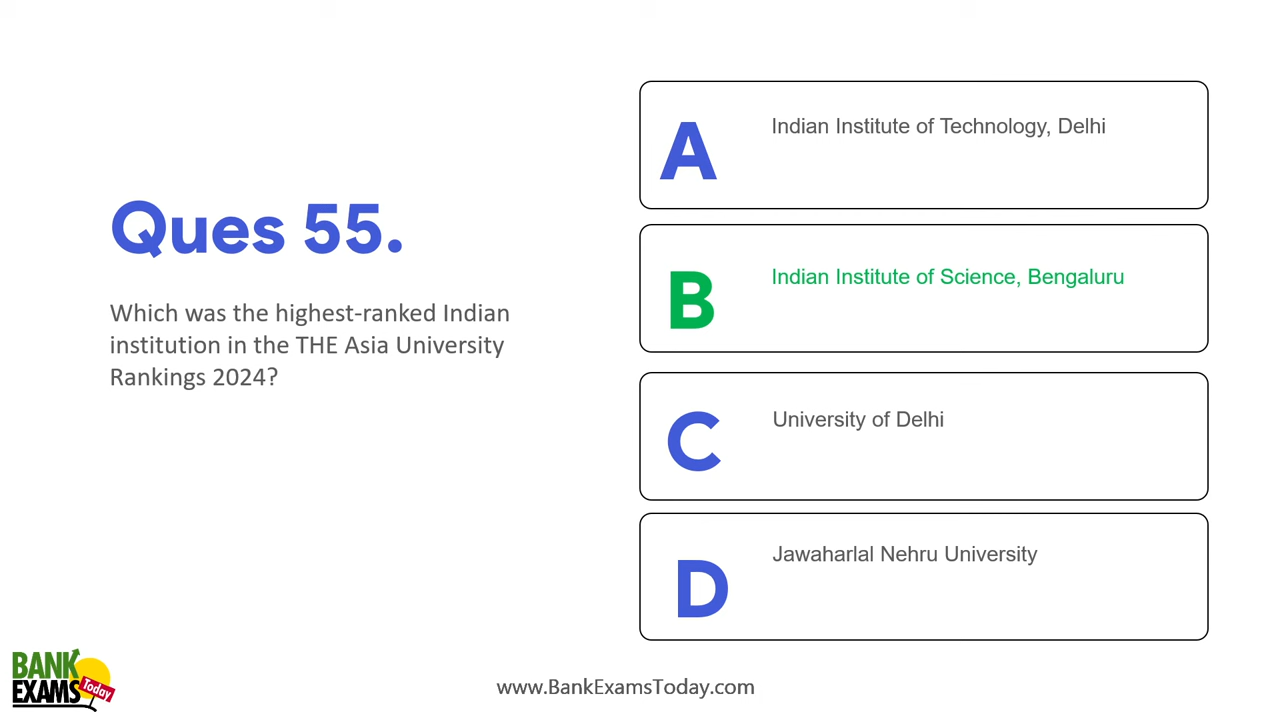 Ques 55.
Which was the highest-ranked Indian
institution in the THE Asia University
Rankings 2024?
A
Indian Institute of Technology, Delhi
B
Indian Institute of Science, Bengaluru
C
University of Delhi
D
Jawaharlal Nehru University
BANK
EXAMS
Today
www.BankExamsToday.com